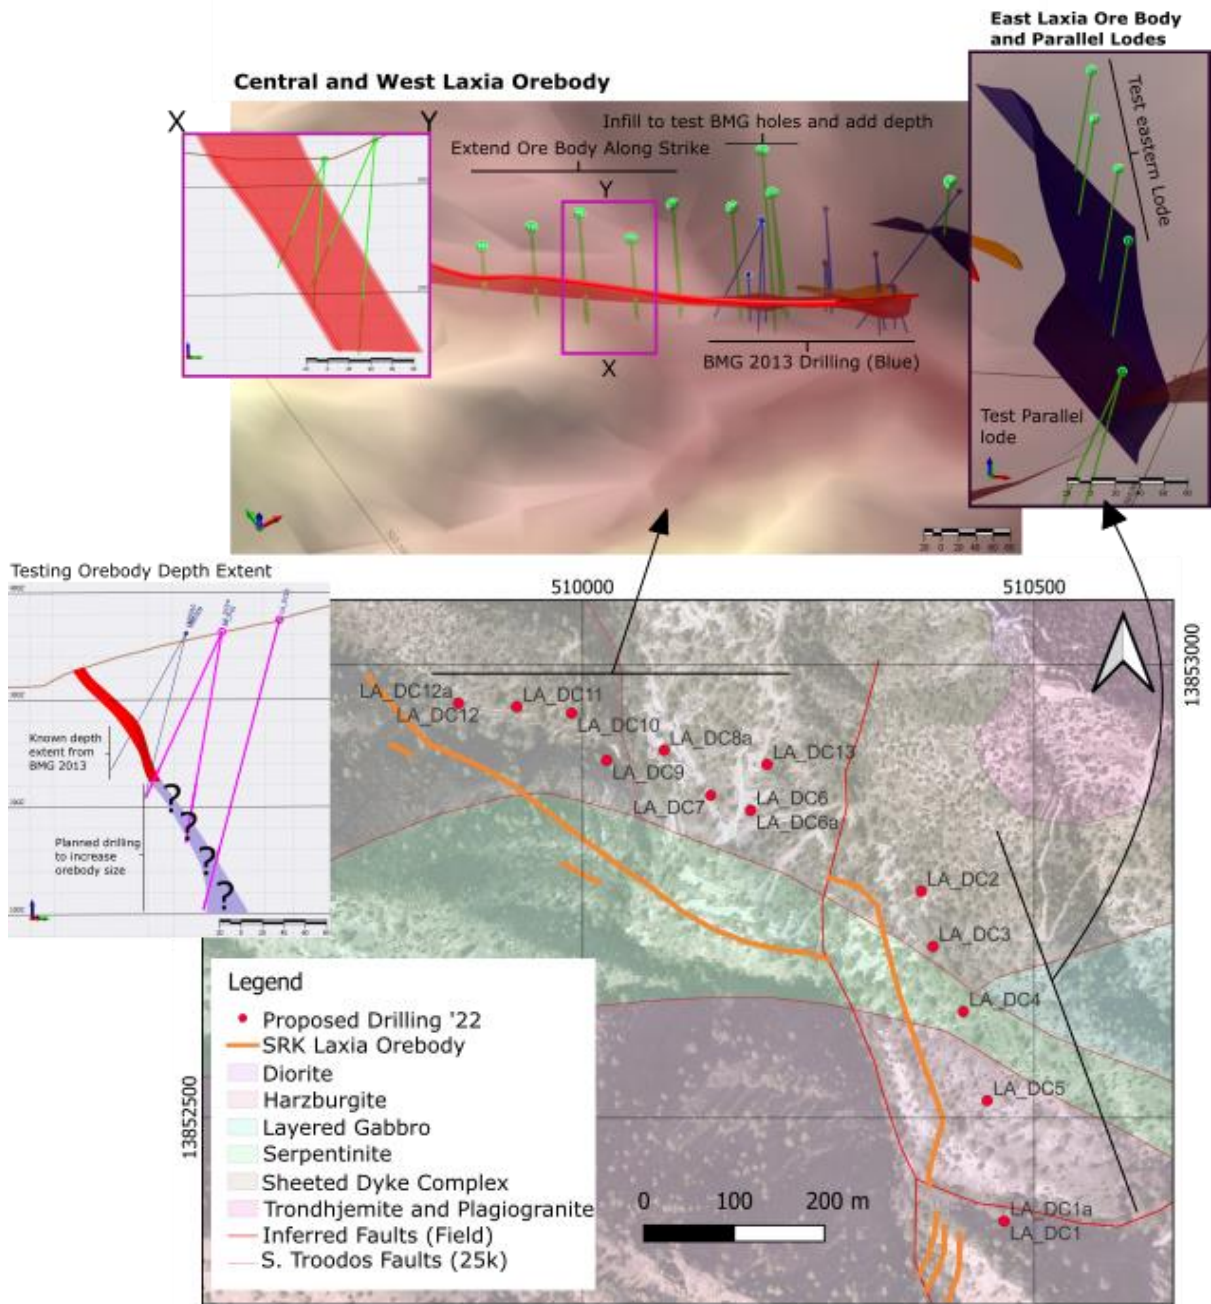 East Laxia Ore Body
and Parallel Lodes
Central and West Laxia Orebody
X
Y
Infill to test BMG holes and add depth
Extend Ore Body Along Strike
Y
X
BMG 2013 Drilling (Blue)
Test eastern Lode
Test Parallel
lode
Testing Orebody Depth Extent
Known depth
extent from
BMG 2013
Planned drilling
to increase
orebody size
?
?
?
?
510000
510500
13853000
13852500
LA_DC12a
LA_DC12
LA_DC11
LA_DC10
LA_DC8a
LA_DC9
LA_DC13
LA_DC7
LA_DC6
LA_DC6a
LA_DC2
LA_DC3
LA_DC4
LA_DC5
LA_DC1a
LA_DC1
Legend
Proposed Drilling '22
SRK Laxia Orebody
Diorite
Harzburgite
Layered Gabbro
Serpentinite
Sheeted Dyke Complex
Trondhjemite and Plagiogranite
Inferred Faults (Field)
S. Troodos Faults (25k)
0 100 200 m